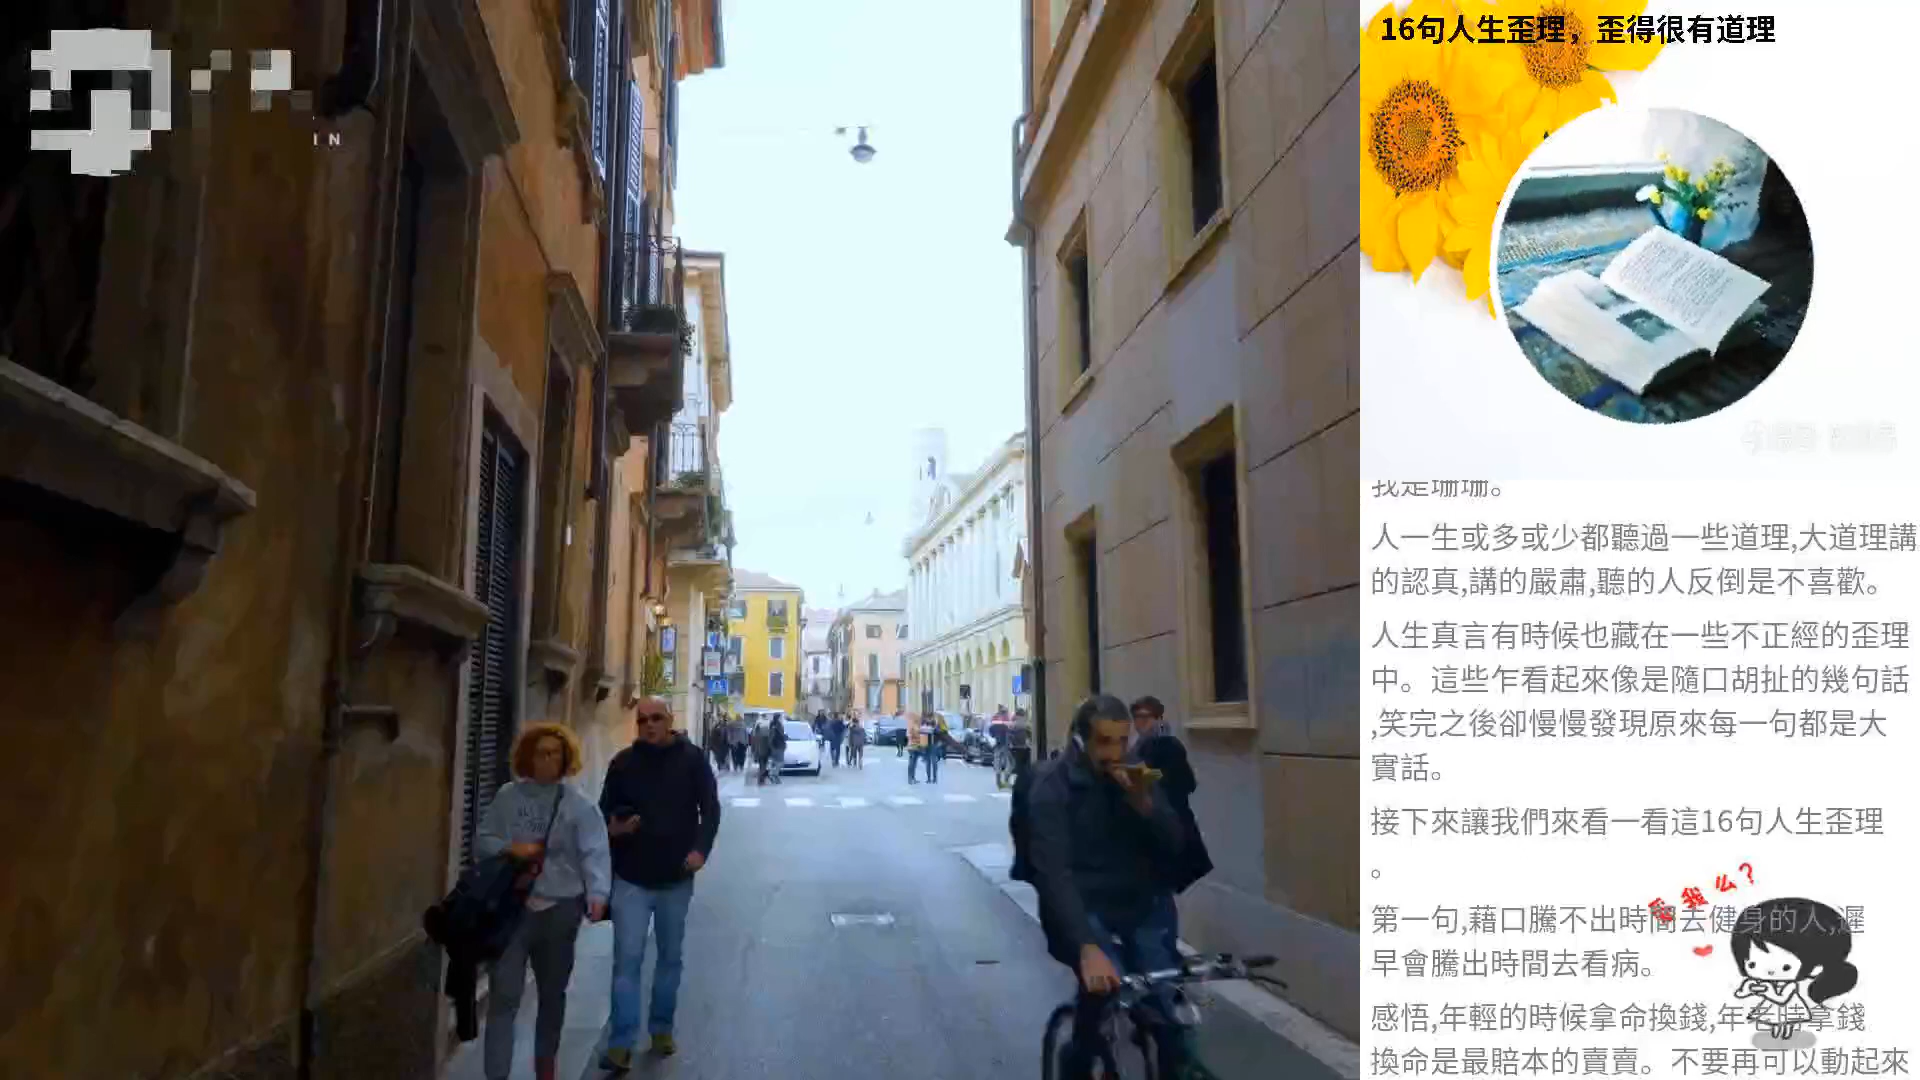 IN
16句人生歪理，歪得很有道理
我是珊珊。
人一生或多或少都聽過一些道理,大道理講
的認真,講的嚴肅,聽的人反倒是不喜歡。
人生真言有時候也藏在一些不正經的歪理
中。這些乍看起來像是隨口胡扯的幾句話
,笑完之後卻慢慢發現原來每一句都是大
實話。
接下來讓我們來看一看這16句人生歪理
。
我么?
第一句,藉口騰不出時間去健身的人,遲
早會騰出時間去看病。
感悟,年輕的時候拿命換錢,年老時拿錢
換命是最賠本的賣賣。不要再可以動起來